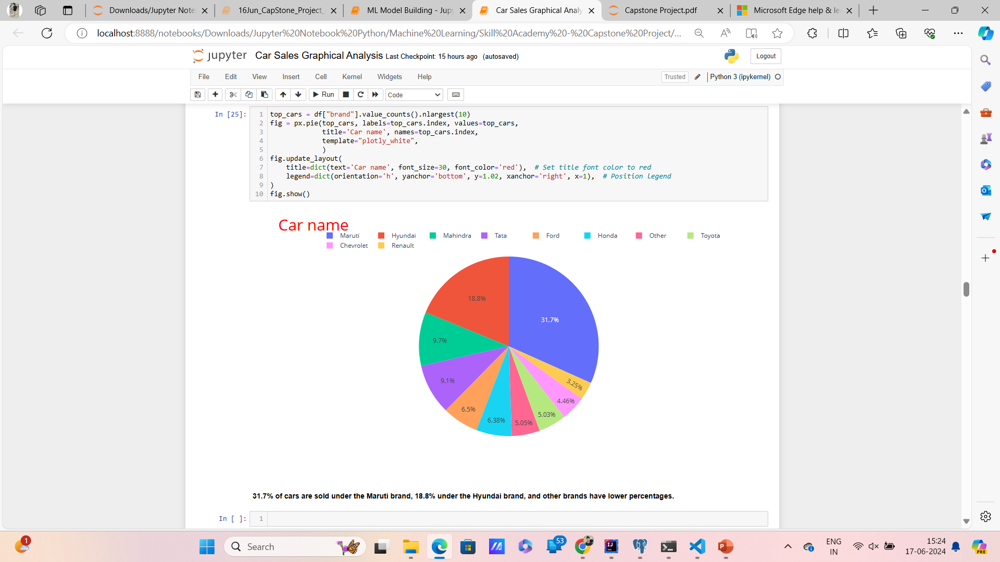 Downloads/Jupyter Note
16Jun_CapStone_Project_
ML Model Building - Jupy
Car Sales Graphical Analy
Capstone Project.pdf
Microsoft Edge help & le
localhost:8888/notebooks/Downloads/Jupyter%20Notebook%20Python/Machine%20Learning/Skill%20Academy%20-%20Capstone%20Project/...
jupyter Car Sales Graphical Analysis Last Checkpoint: 15 hours ago (autosaved)
Logout
File Edit View Insert Cell Kernel Widgets Help
Trusted
Python 3 (ipykernel)
Run
Code
In [25]:
1 top_cars = df["brand"].value_counts().nlargest(10)
2 fig = px.pie(top_cars, labels=top_cars.index, values=top_cars,
3 title='Car name', names=top_cars.index,
4 template="plotly_white",
5 )
6 fig.update_layout(
7 title=dict(text='Car name', font_size=30, font_color='red'), # Set title font color to red
8 legend=dict(orientation='h', yanchor='bottom', y=1.02, xanchor='right', x=1), # Position legend
9 )
10 fig.show()
Car name
Maruti Hyundai Mahindra Tata Ford Honda Other Toyota
Chevrolet Renault
18.8%
31.7%
9.7%
9.1%
3.25%
4.46%
6.5%
5.03%
6.38%
5.05%
31.7% of cars are sold under the Maruti brand, 18.8% under the Hyundai brand, and other brands have lower percentages.
In [ ]:
1
1
Search
53
IJ
P
ENG
IN
15:24
17-06-2024
PRE